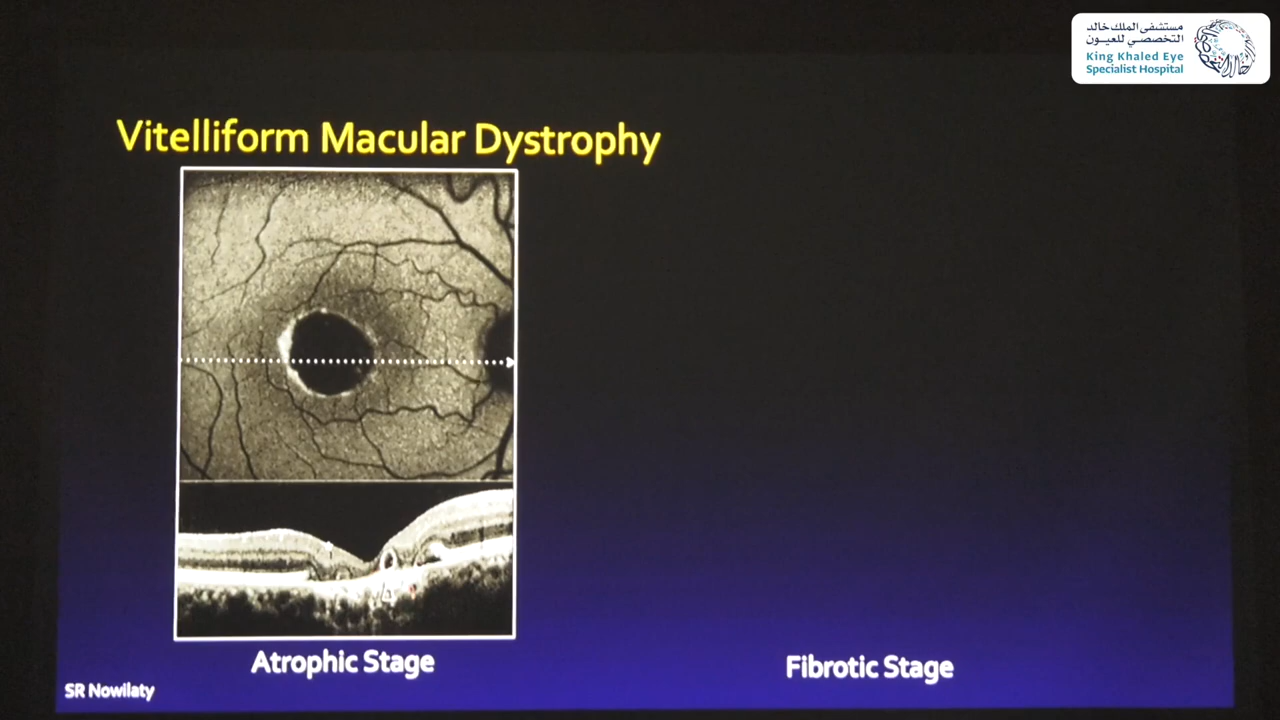 مستشفى الملك خالد
التخصصي للعيون
King Khaled Eye
Specialist Hospital
Vitelliform Macular Dystrophy
Atrophic Stage
Fibrotic Stage
SR Nowilaty